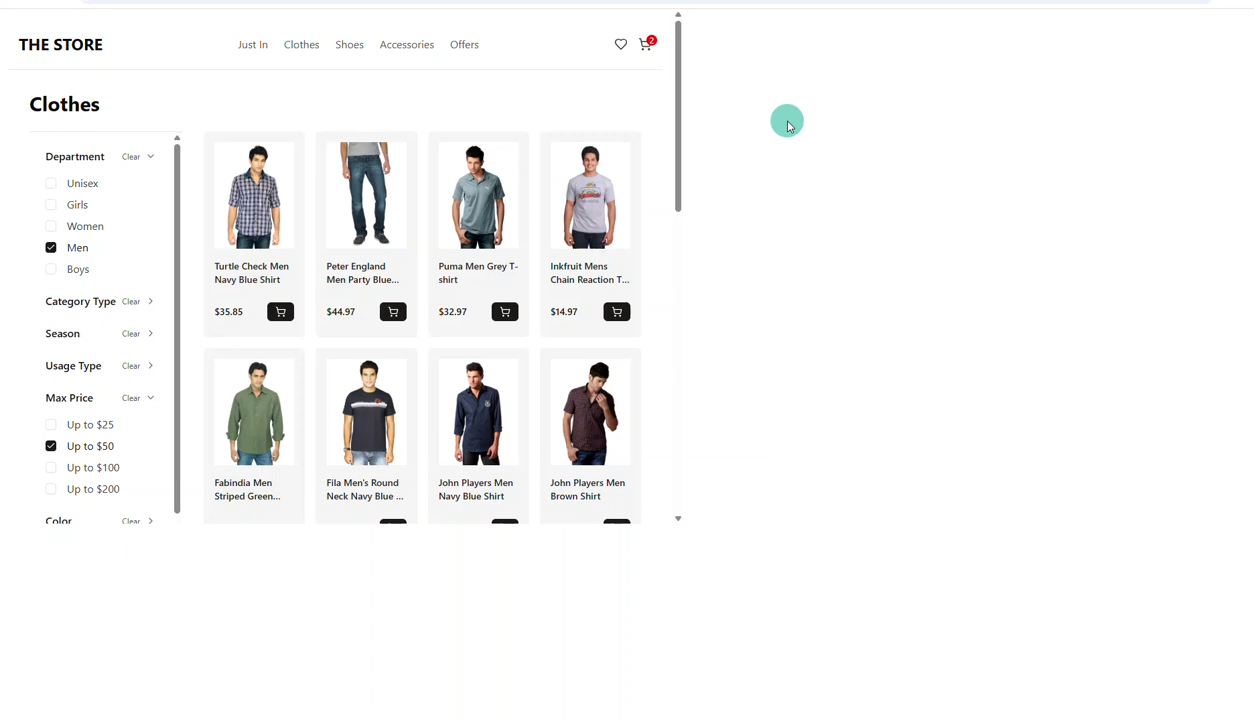 THE STORE
Just In
Clothes
Shoes
Accessories
Offers
2
Clothes
Department
Clear
Unisex
Girls
Women
Men
Boys
Category Type
Clear
Season
Clear
Usage Type
Clear
Max Price
Clear
Up to $25
Up to $50
Up to $100
Up to $200
Color
Clear
Turtle Check Men
Navy Blue Shirt
$35.85
Peter England
Men Party Blue...
$44.97
Puma Men Grey T-
shirt
$32.97
Inkfruit Mens
Chain Reaction T...
$14.97
Fabindia Men
Striped Green...
Fila Men's Round
Neck Navy Blue ...
John Players Men
Navy Blue Shirt
John Players Men
Brown Shirt